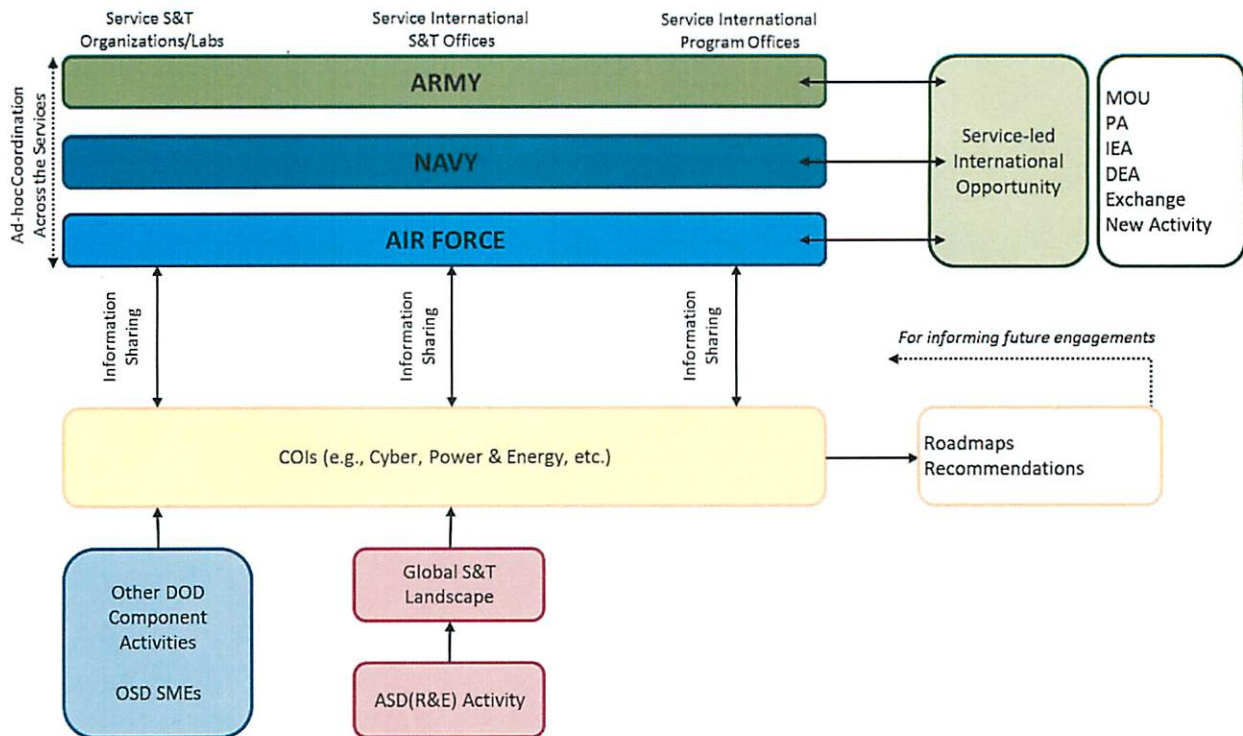 Service S&T
Organizations/Labs
Service International
S&T Offices
Service International
Program Offices
Ad-hoc Coordination
Across the Services
ARMY
NAVY
AIR FORCE
Service-led
International
Opportunity
MOU
PA
IEA
DEA
Exchange
New Activity
Information
Sharing
Information
Sharing
Information
Sharing
For informing future engagements
COIs (e.g., Cyber, Power & Energy, etc.)
Roadmaps
Recommendations
Other DOD
Component
Activities
OSD SMEs
Global S&T
Landscape
ASD(R&E) Activity